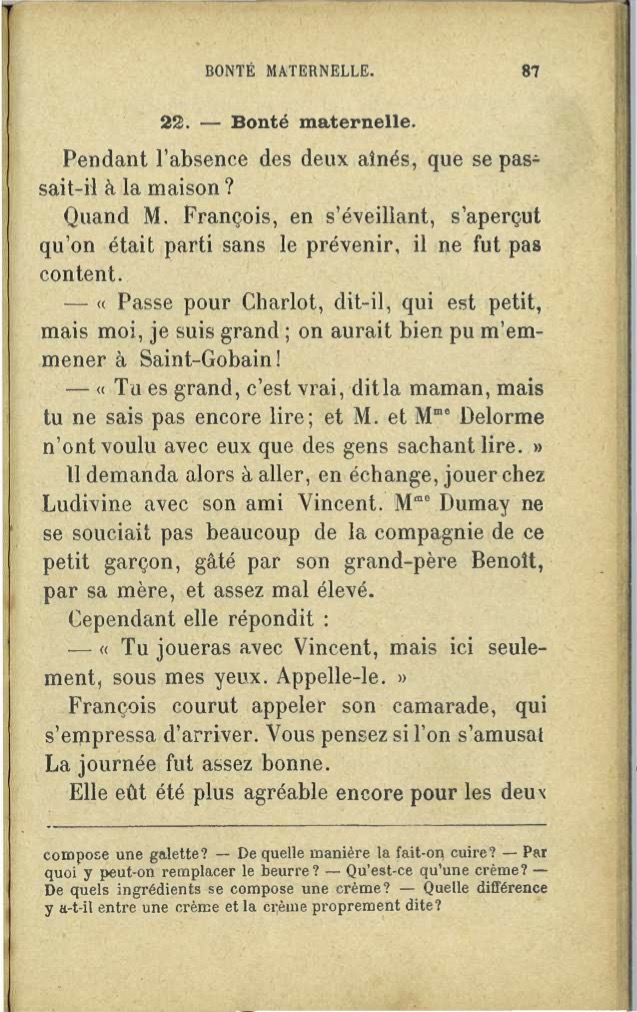 BONTÉ MATERNELLE. 87
22. — Bonté maternelle.
Pendant l'absence des deux aînés, que se pas-
sait-il à la maison ?
Quand M. François, en s'éveillant, s'aperçut
qu'on était parti sans le prévenir, il ne fut pas
content.
— « Passe pour Charlot, dit-il, qui est petit,
mais moi, je suis grand ; on aurait bien pu m'em-
mener à Saint-Gobain !
— « Tu es grand, c'est vrai, dit la maman, mais
tu ne sais pas encore lire ; et M. et Mme Delorme
n'ont voulu avec eux que des gens sachant lire. »
Il demanda alors à aller, en échange, jouer chez
Ludivine avec son ami Vincent. Mme Dumay ne
se souciait pas beaucoup de la compagnie de ce
petit garçon, gâté par son grand-père Benoît,
par sa mère, et assez mal élevé.
Cependant elle répondit :
— « Tu joueras avec Vincent, mais ici seule-
ment, sous mes yeux. Appelle-le. »
François courut appeler son camarade, qui
s'empressa d'arriver. Vous pensez si l'on s'amusa!
La journée fut assez bonne.
Elle eût été plus agréable encore pour les deux
compose une galette? — De quelle manière la fait-on cuire? — Par
quoi y peut-on remplacer le beurre? — Qu'est-ce qu'une crème? —
De quels ingrédients se compose une crème? — Quelle différence
y a-t-il entre une crème et la crème proprement dite?